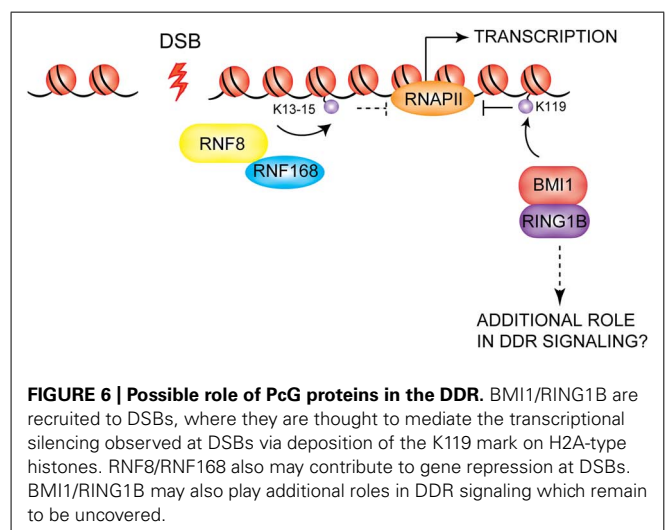 DSB
TRANSCRIPTION
K13-15
RNAPII
K119
RNF8
RNF168
BMI1
RING1B
ADDITIONAL ROLE
IN DDR SIGNALING?
FIGURE 6 | Possible role of PcG proteins in the DDR. BMI1/RING1B are
recruited to DSBs, where they are thought to mediate the transcriptional
silencing observed at DSBs via deposition of the K119 mark on H2A-type
histones. RNF8/RNF168 also may contribute to gene repression at DSBs.
BMI1/RING1B may also play additional roles in DDR signaling which remain
to be uncovered.